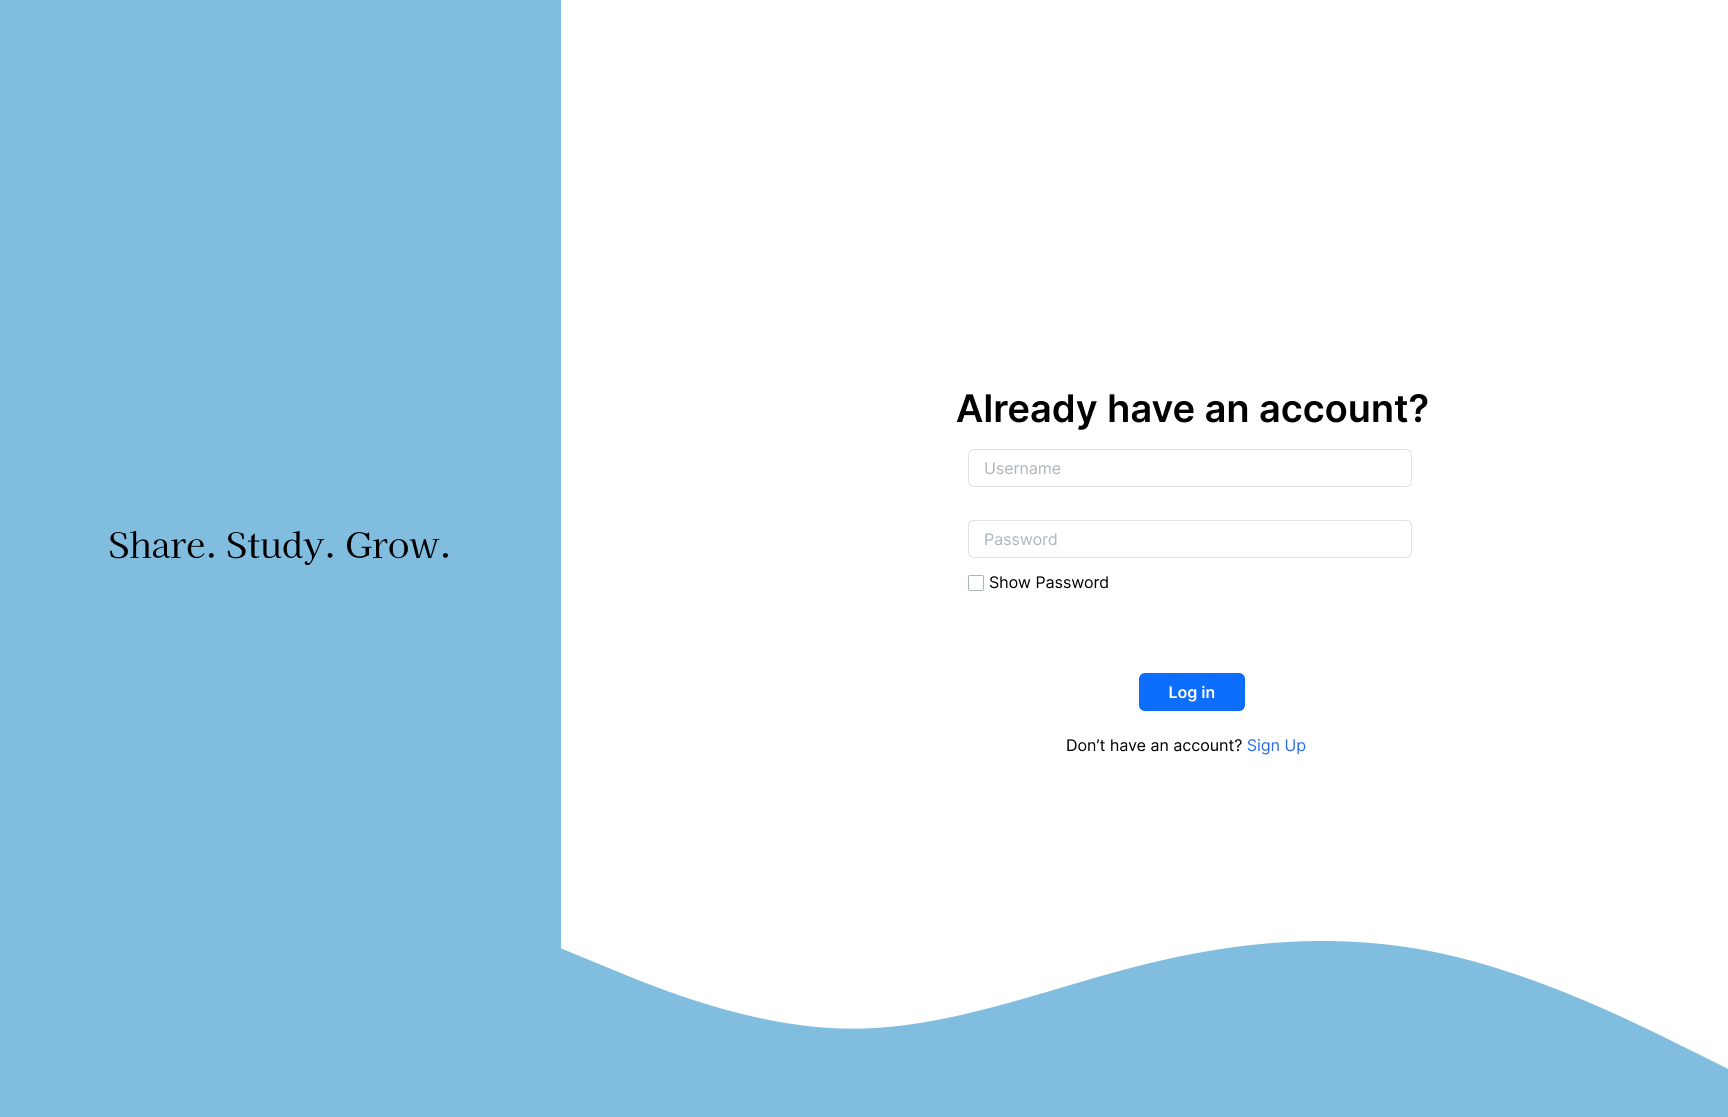 Share. Study. Grow.
Already have an account?
Username
Password
Show Password
Log in
Don’t have an account? Sign Up